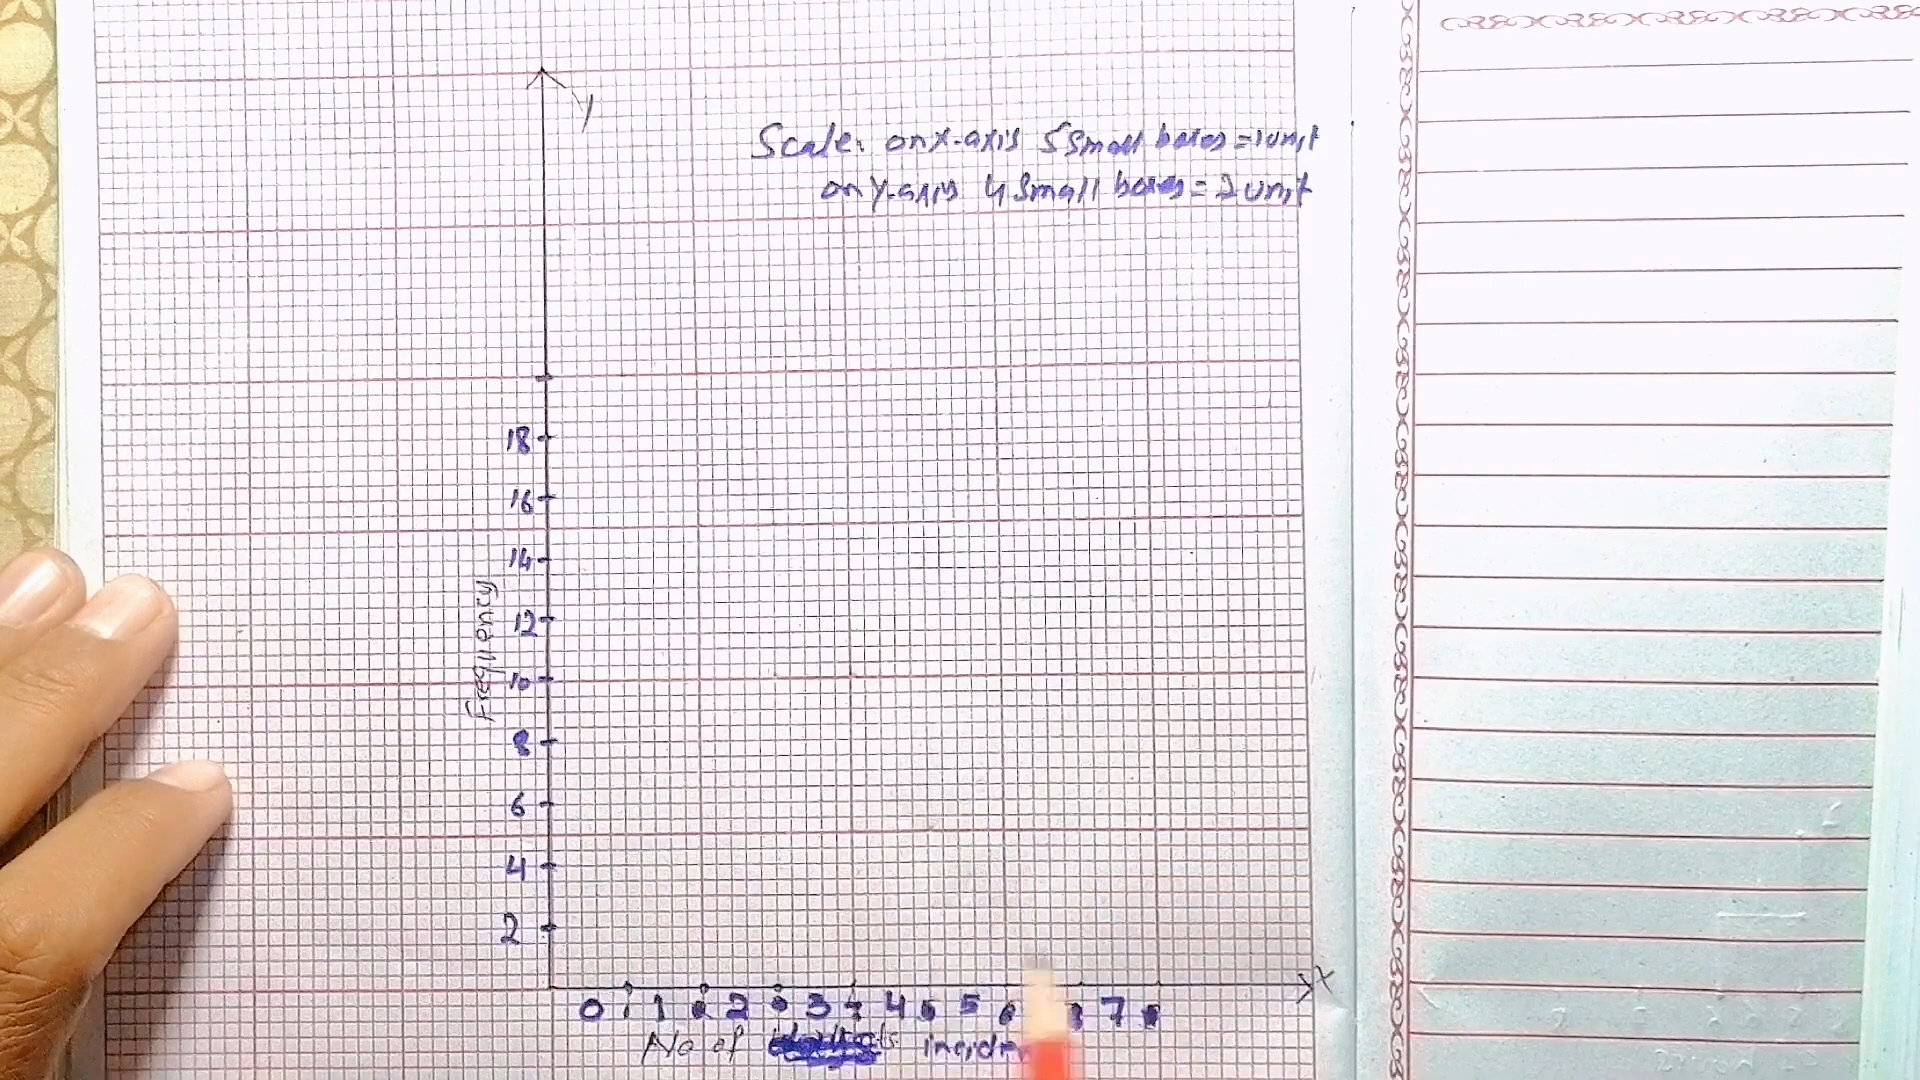 y
Scale: on x-axis 5 Small boxes = 1 unit
on y-axis 4 Small boxes = 2 unit
18
16
14
12
10
8
6
4
2
Frequency
x
0 1 2 3 4 5 7
No of